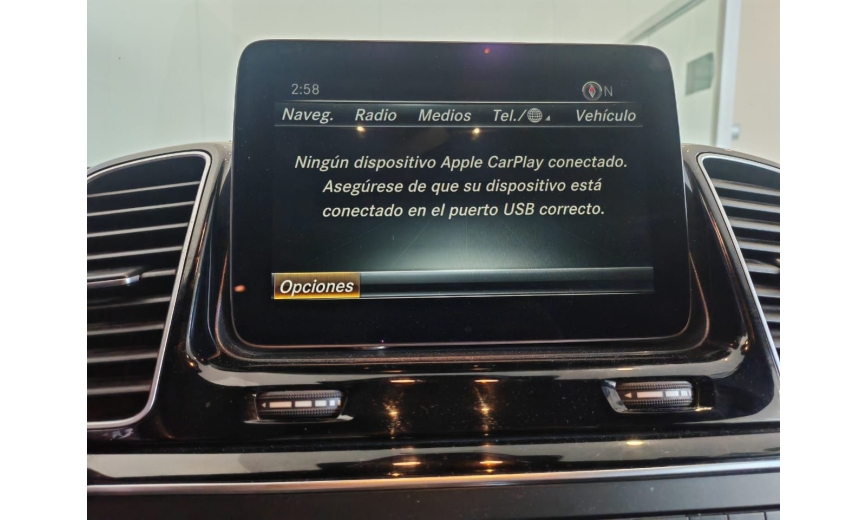 2:58 N
Naveg. Radio Medios Tel./ Vehículo
Ningún dispositivo Apple CarPlay conectado.
Asegúrese de que su dispositivo está
conectado en el puerto USB correcto.
Opciones